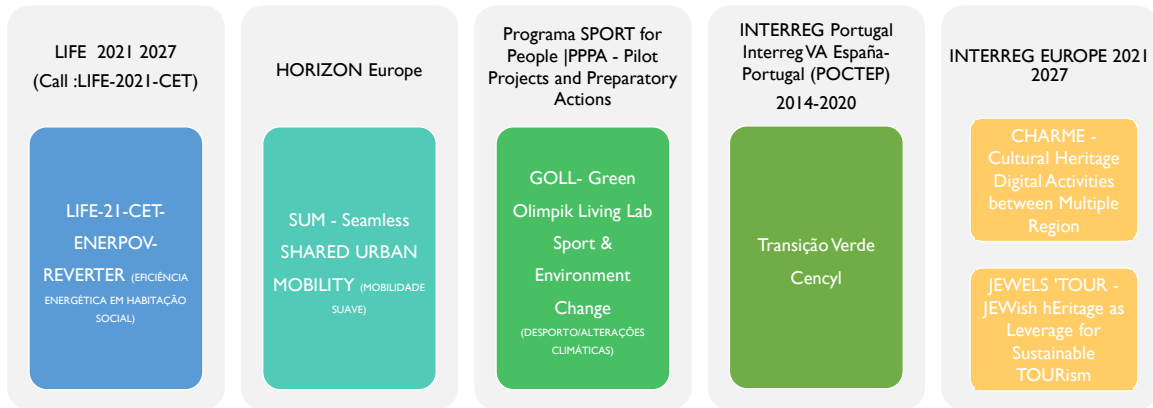 LIFE 2021 2027
(Call :LIFE-2021-CET)
LIFE-21-CET-
ENERPOV-
REVERTER (EFICIÊNCIA
ENERGÉTICA EM HABITAÇÃO
SOCIAL)
HORIZON Europe
SUM - Seamless
SHARED URBAN
MOBILITY (MOBILIDADE
SUAVE)
Programa SPORT for
People |PPPA - Pilot
Projects and Preparatory
Actions
GOLL- Green
Olimpik Living Lab
Sport &
Environment
Change
(DESPORTO/ALTERAÇÕES
CLIMÁTICAS)
INTERREG Portugal
Interreg VA España-
Portugal (POCTEP)
2014-2020
Transição Verde
Cencyl
INTERREG EUROPE 2021
2027
CHARME -
Cultural Heritage
Digital Activities
between Multiple
Region
JEWELS 'TOUR -
JEWish hEritage as
Leverage for
Sustainable
TOURism